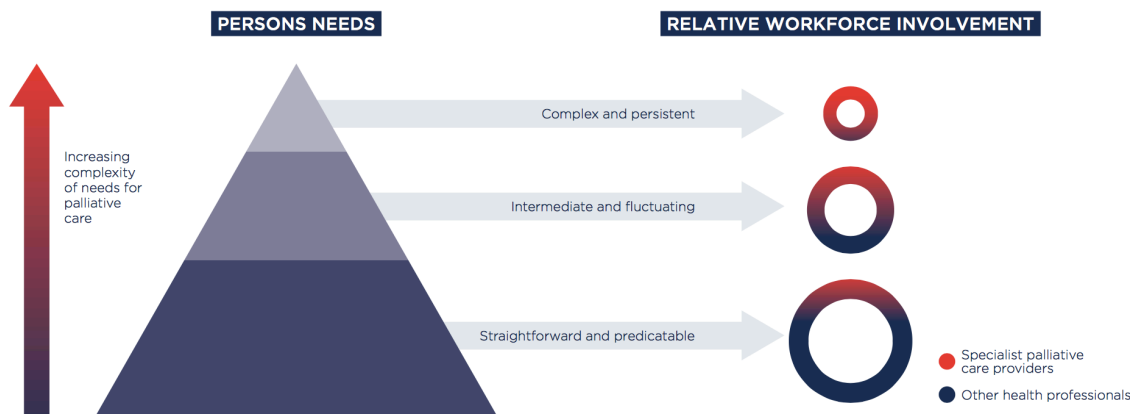 PERSONS NEEDS
RELATIVE WORKFORCE INVOLVEMENT
Increasing
complexity
of needs for
palliative
care
Complex and persistent
Intermediate and fluctuating
Straightforward and predicatable
Specialist palliative
care providers
Other health professionals